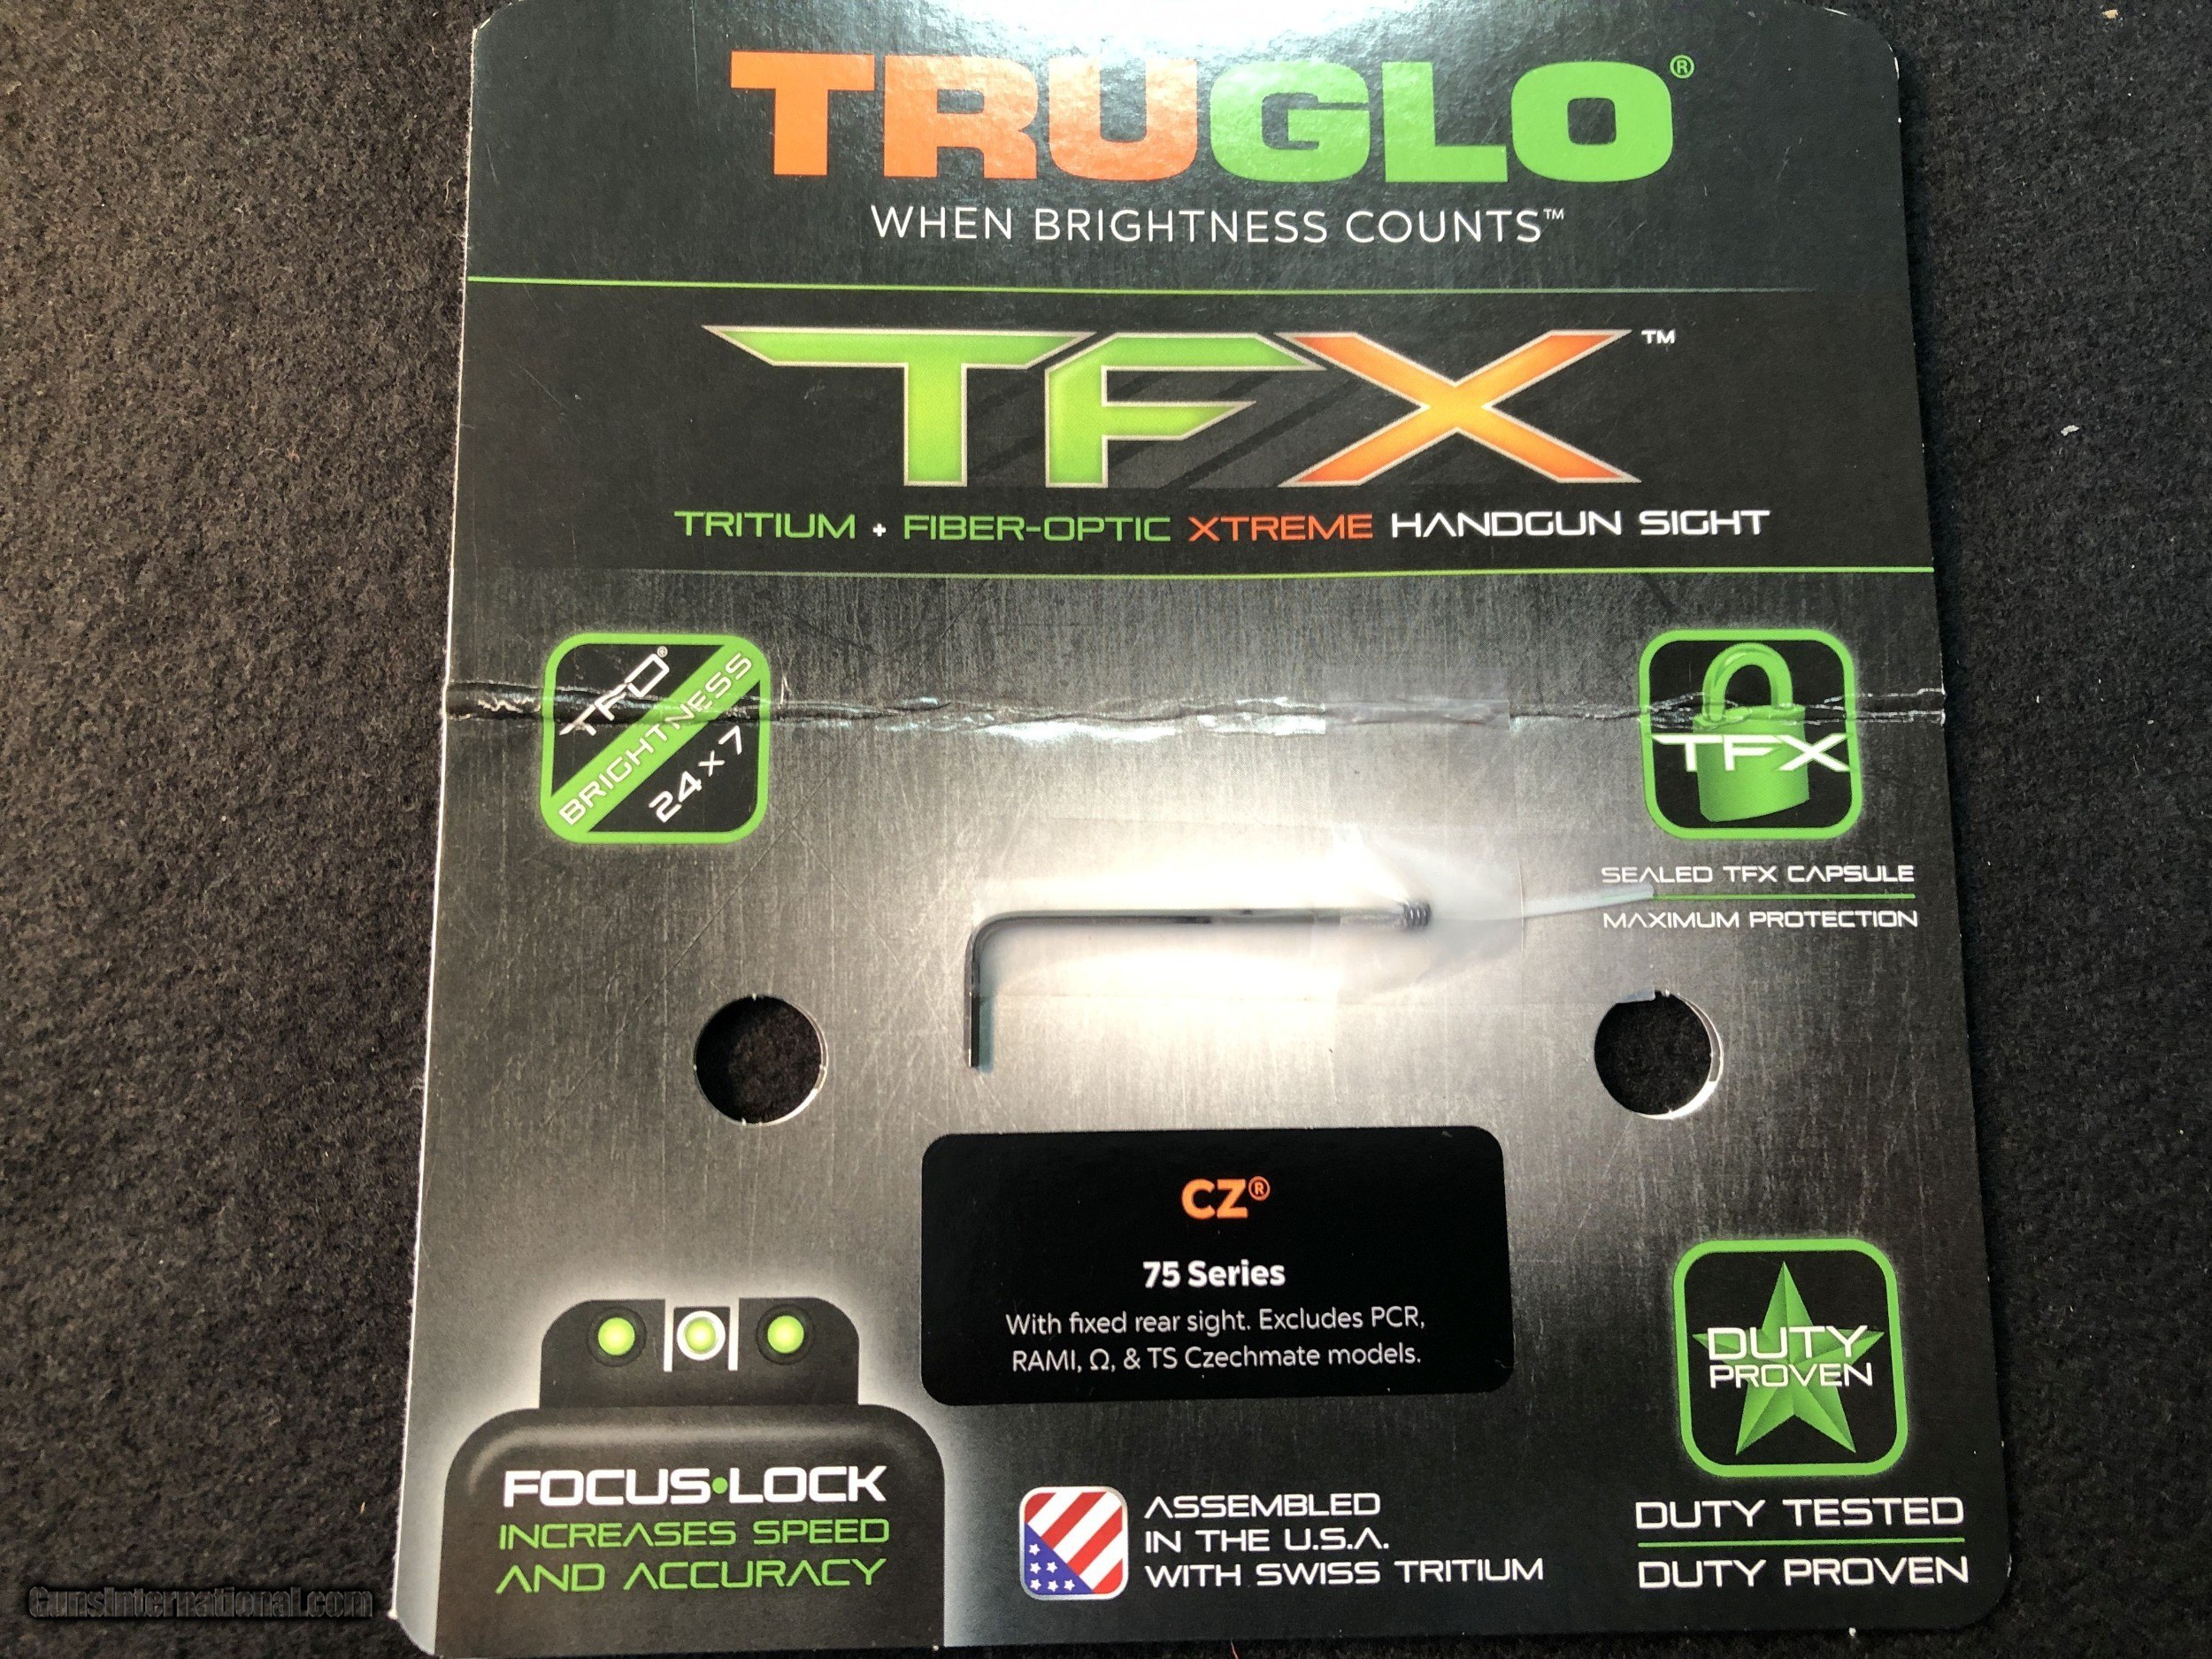 TRUGLO®
WHEN BRIGHTNESS COUNTS™
TFX™
TRITIUM + FIBER-OPTIC XTREME HANDGUN SIGHT
TFO®
BRIGHTNESS
24 x 7
TFX
SEALED TFX CAPSULE
MAXIMUM PROTECTION
CZ®
75 Series
With fixed rear sight. Excludes PCR,
RAMI, Ω, & TS Czechmate models.
DUTY
PROVEN
FOCUS•LOCK
INCREASES SPEED
AND ACCURACY
ASSEMBLED
IN THE U.S.A.
WITH SWISS TRITIUM
DUTY TESTED
DUTY PROVEN
GunsInternational.com